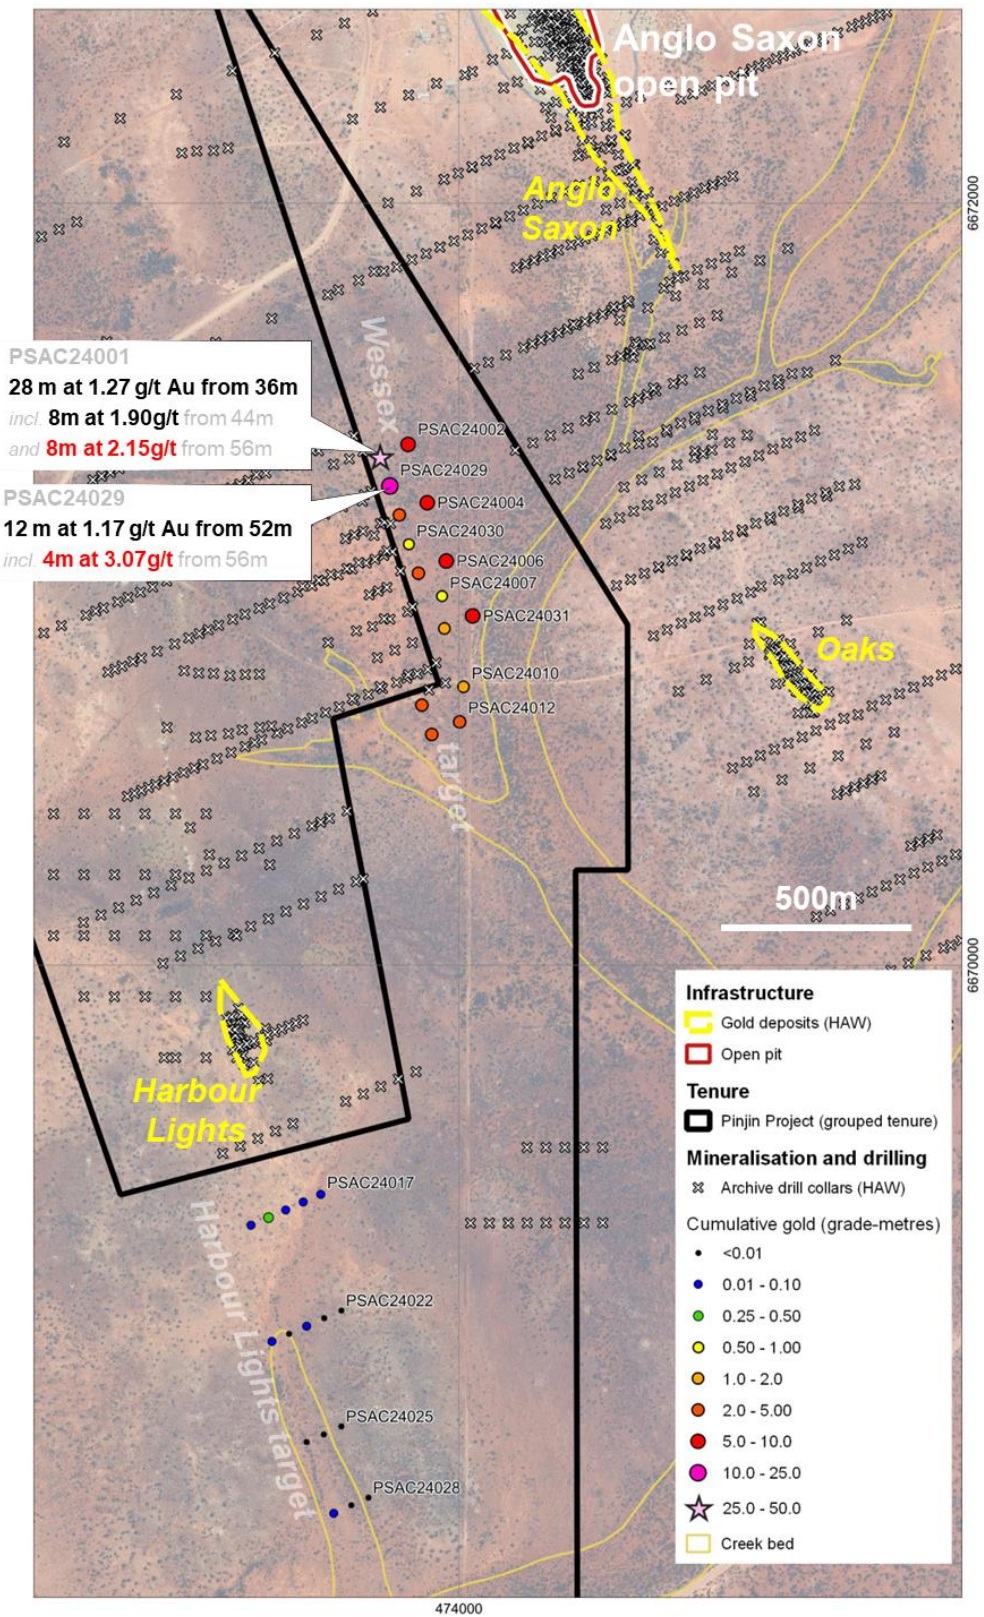 Anglo Saxon
open pit
6672000
Anglo
Saxon
Wessex
PSAC24001
28 m at 1.27 g/t Au from 36m
incl. 8m at 1.90g/t from 44m
and 8m at 2.15g/t from 56m
PSAC24002
PSAC24029
PSAC24029
12 m at 1.17 g/t Au from 52m
incl. 4m at 3.07g/t from 56m
PSAC24004
PSAC24030
PSAC24006
PSAC24007
PSAC24031
Oaks
PSAC24010
PSAC24012
target
500m
6670000
Harbour
Lights
PSAC24017
Harbour Lights target
PSAC24022
PSAC24025
PSAC24028
Infrastructure
Gold deposits (HAW)
Open pit
Tenure
Pinjin Project (grouped tenure)
Mineralisation and drilling
Archive drill collars (HAW)
Cumulative gold (grade-metres)
<0.01
0.01 - 0.10
0.25 - 0.50
0.50 - 1.00
1.0 - 2.0
2.0 - 5.00
5.0 - 10.0
10.0 - 25.0
25.0 - 50.0
Creek bed
474000